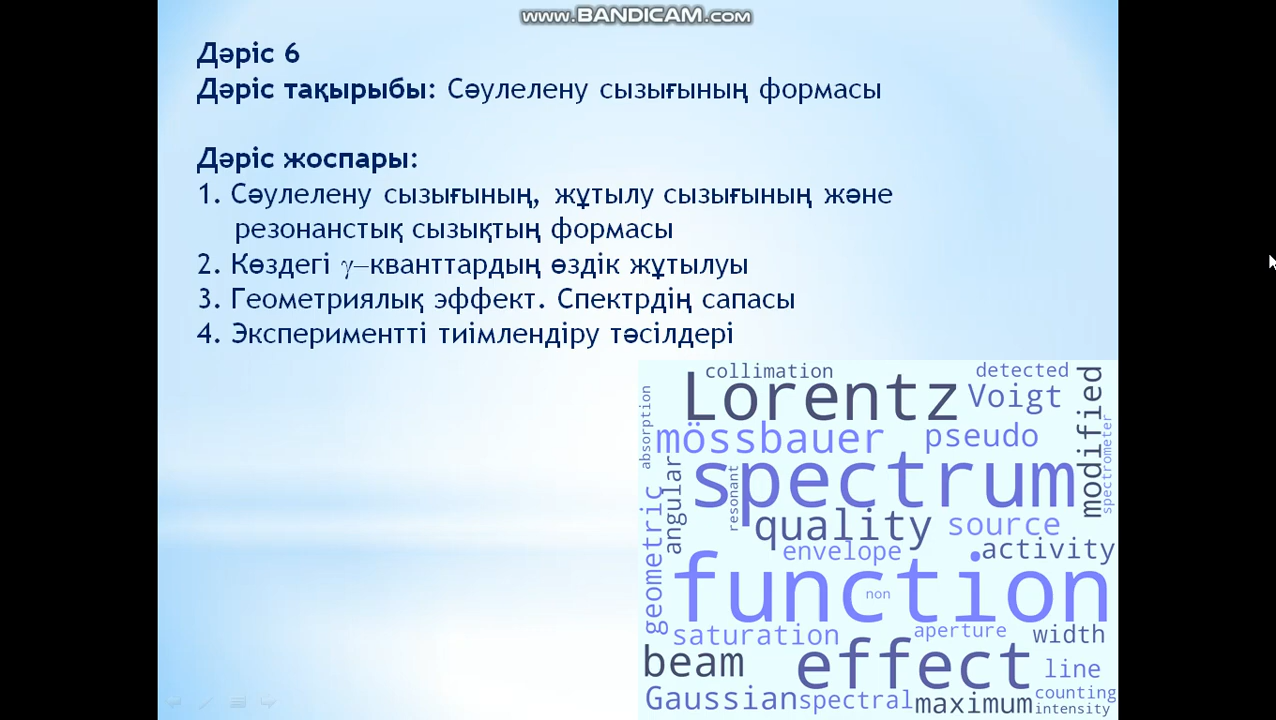 www.BANDICAM.com
Дәріс 6
Дәріс тақырыбы: Сәулелену сызығының формасы
Дәріс жоспары:
1. Сәулелену сызығының, жұтылу сызығының және
резонанстық сызықтың формасы
2. Көздегі γ–кванттардың өздік жұтылуы
3. Геометриялық эффект. Спектрдің сапасы
4. Экспериментті тиімлендіру тәсілдері
collimation
detected
Lorentz
Voigt
modified
absorption
mössbauer
pseudo
spectrometer
spectrum
angular
resonant
geometric
quality
source
envelope
activity
function
non
saturation
aperture
width
beam
effect
line
Gaussian
spectral
maximum
counting
intensity